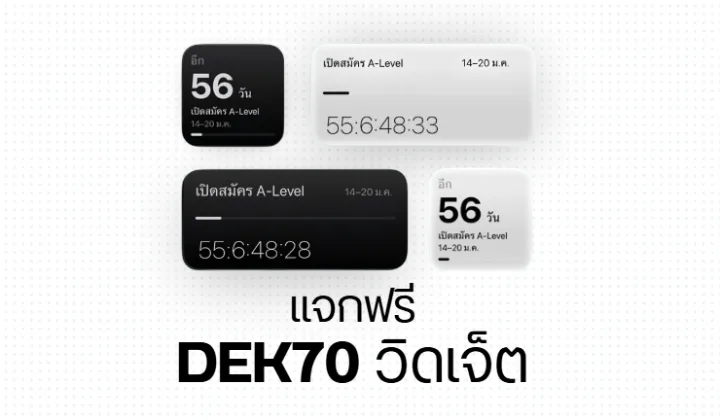 อีก
56 วัน
เปิดสมัคร A-Level
14–20 ม.ค.
เปิดสมัคร A-Level 14–20 ม.ค.
55:6:48:33
เปิดสมัคร A-Level 14–20 ม.ค.
55:6:48:28
อีก
56 วัน
เปิดสมัคร A-Level
14–20 ม.ค.
แจกฟรี
DEK70 วิดเจ็ต